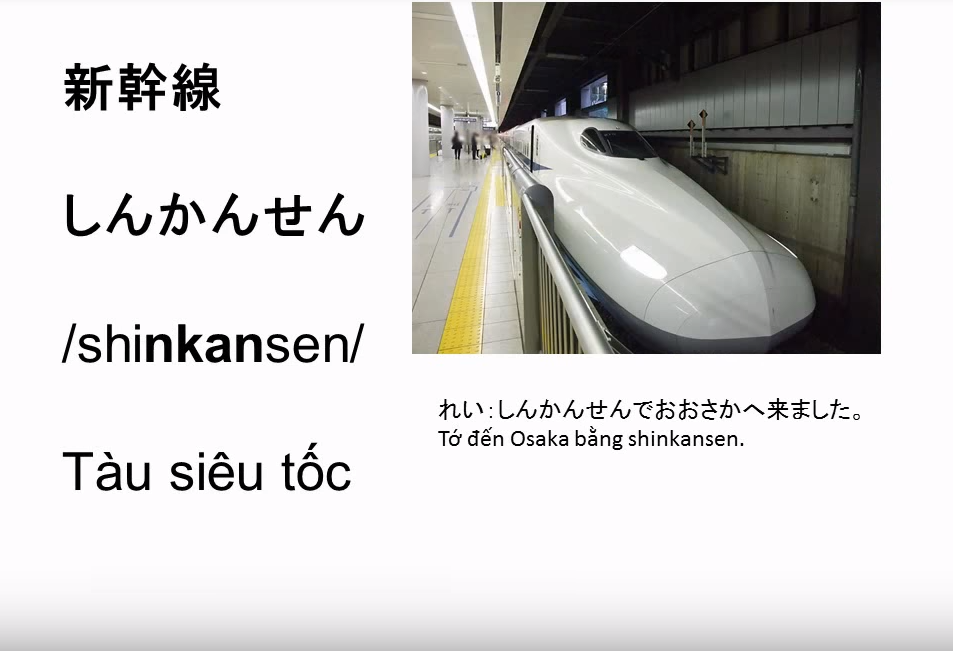 新幹線
しんかんせん
/shinkansen/
Tàu siêu tốc
れい：しんかんせんでおおさかへ来ました。
Tớ đến Osaka bằng shinkansen.